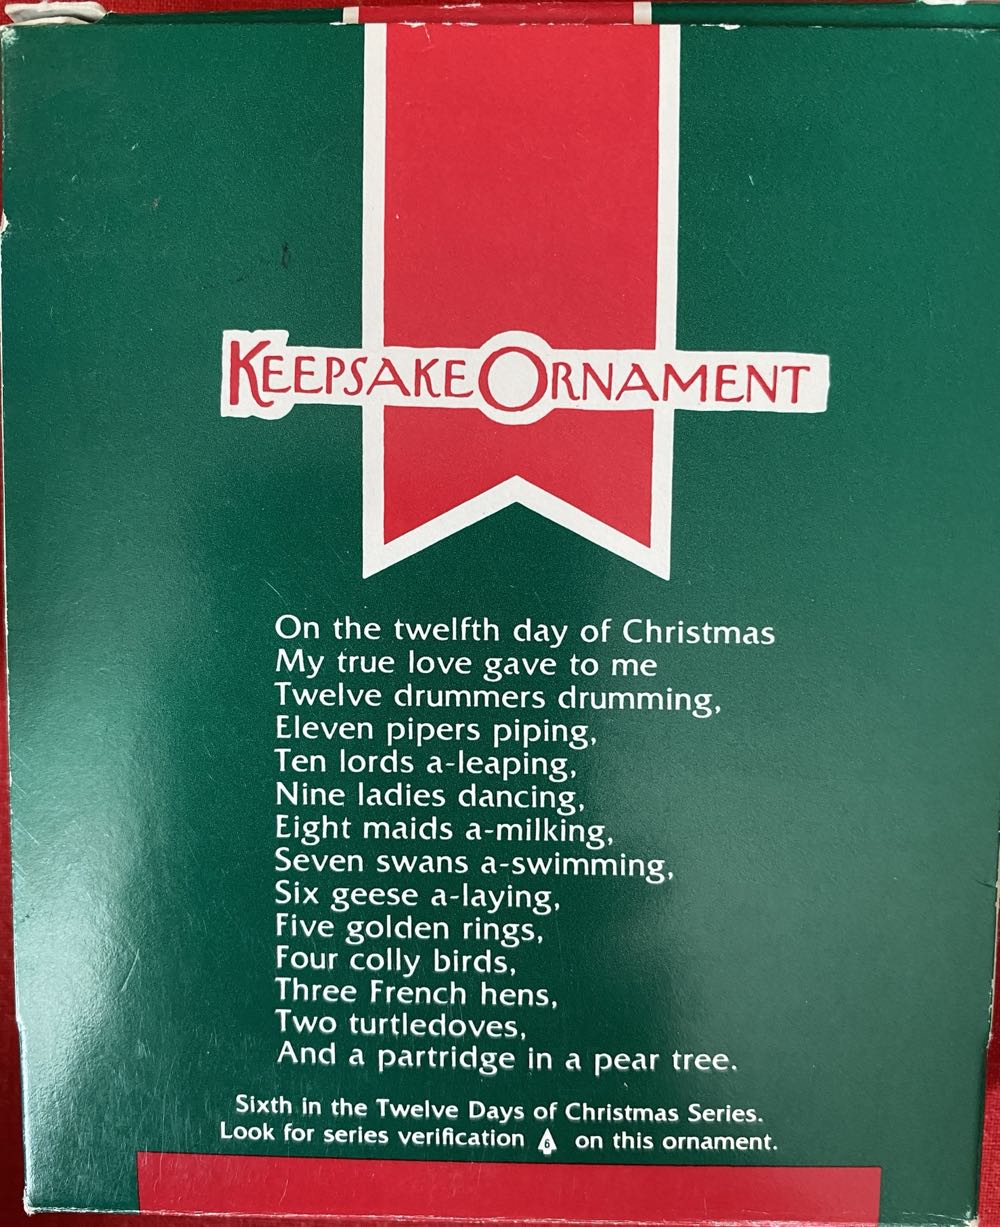 KEEPSAKE ORNAMENT
On the twelfth day of Christmas
My true love gave to me
Twelve drummers drumming,
Eleven pipers piping,
Ten lords a-leaping,
Nine ladies dancing,
Eight maids a-milking,
Seven swans a-swimming,
Six geese a-laying,
Five golden rings,
Four colly birds,
Three French hens,
Two turtledoves,
And a partridge in a pear tree.
Sixth in the Twelve Days of Christmas Series.
Look for series verification 6 on this ornament.